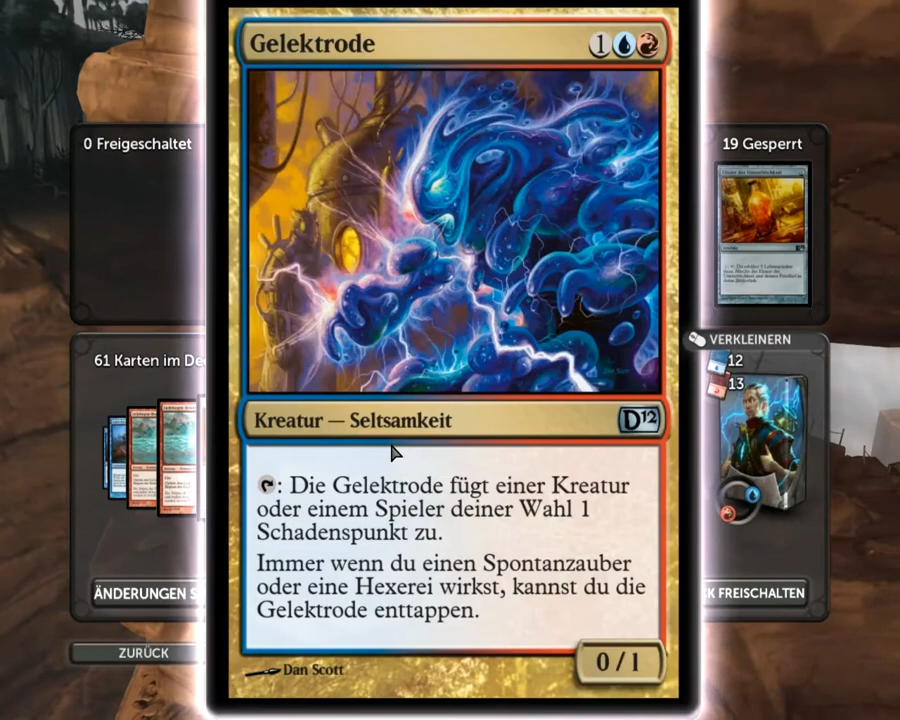 Gelektrode
1
0 Freigeschaltet
19 Gesperrt
VERKLEINERN
12
13
61 Karten im De
Kreatur — Seltsamkeit
D12
: Die Gelektrode fügt einer Kreatur
oder einem Spieler deiner Wahl 1
Schadenspunkt zu.
Immer wenn du einen Spontanzauber
oder eine Hexerei wirkst, kannst du die
Gelektrode enttappen.
0 / 1
Dan Scott
ÄNDERUNGEN S
K FREISCHALTEN
ZURÜCK